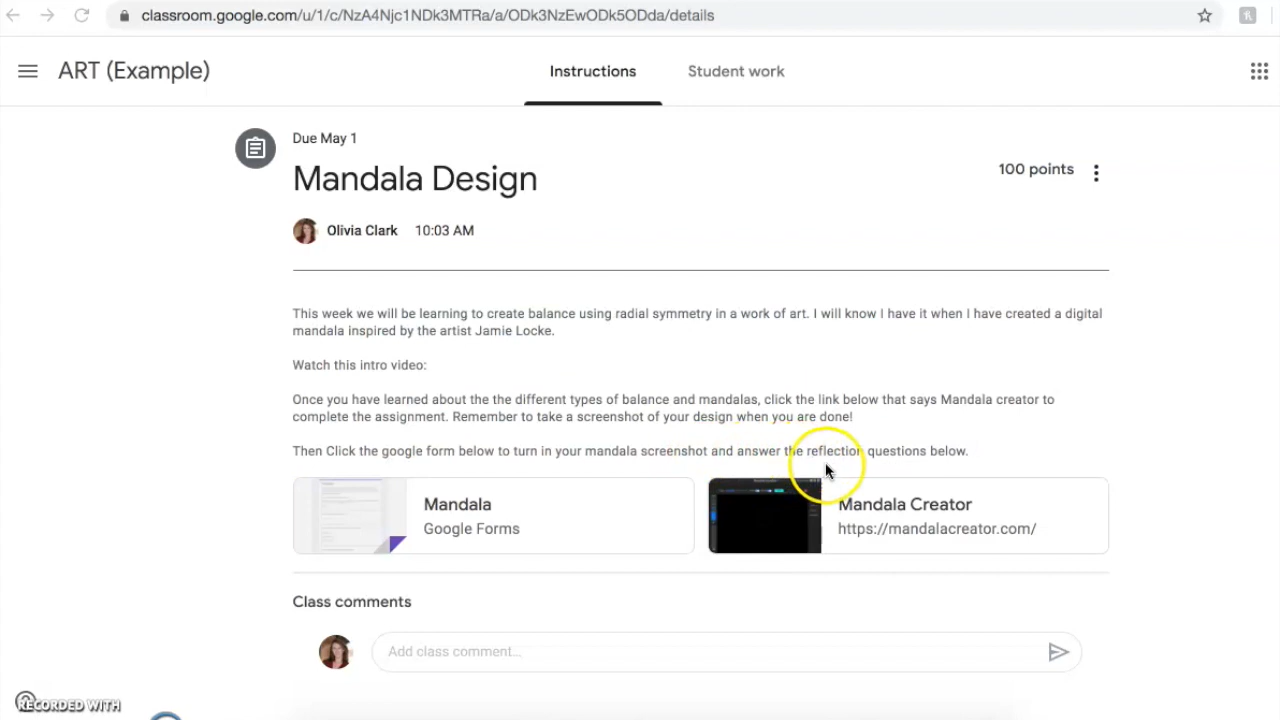 classroom.google.com/u/1/c/NzA4Njc1NDk3MTRa/a/ODk3NzEwODk5ODda/details
ART (Example)
Instructions
Student work
Due May 1
Mandala Design
100 points
Olivia Clark 10:03 AM
This week we will be learning to create balance using radial symmetry in a work of art. I will know I have it when I have created a digital
mandala inspired by the artist Jamie Locke.
Watch this intro video:
Once you have learned about the the different types of balance and mandalas, click the link below that says Mandala creator to
complete the assignment. Remember to take a screenshot of your design when you are done!
Then Click the google form below to turn in your mandala screenshot and answer the reflection questions below.
Mandala
Google Forms
Mandala Creator
https://mandalacreator.com/
Class comments
Add class comment...
RECORDED WITH